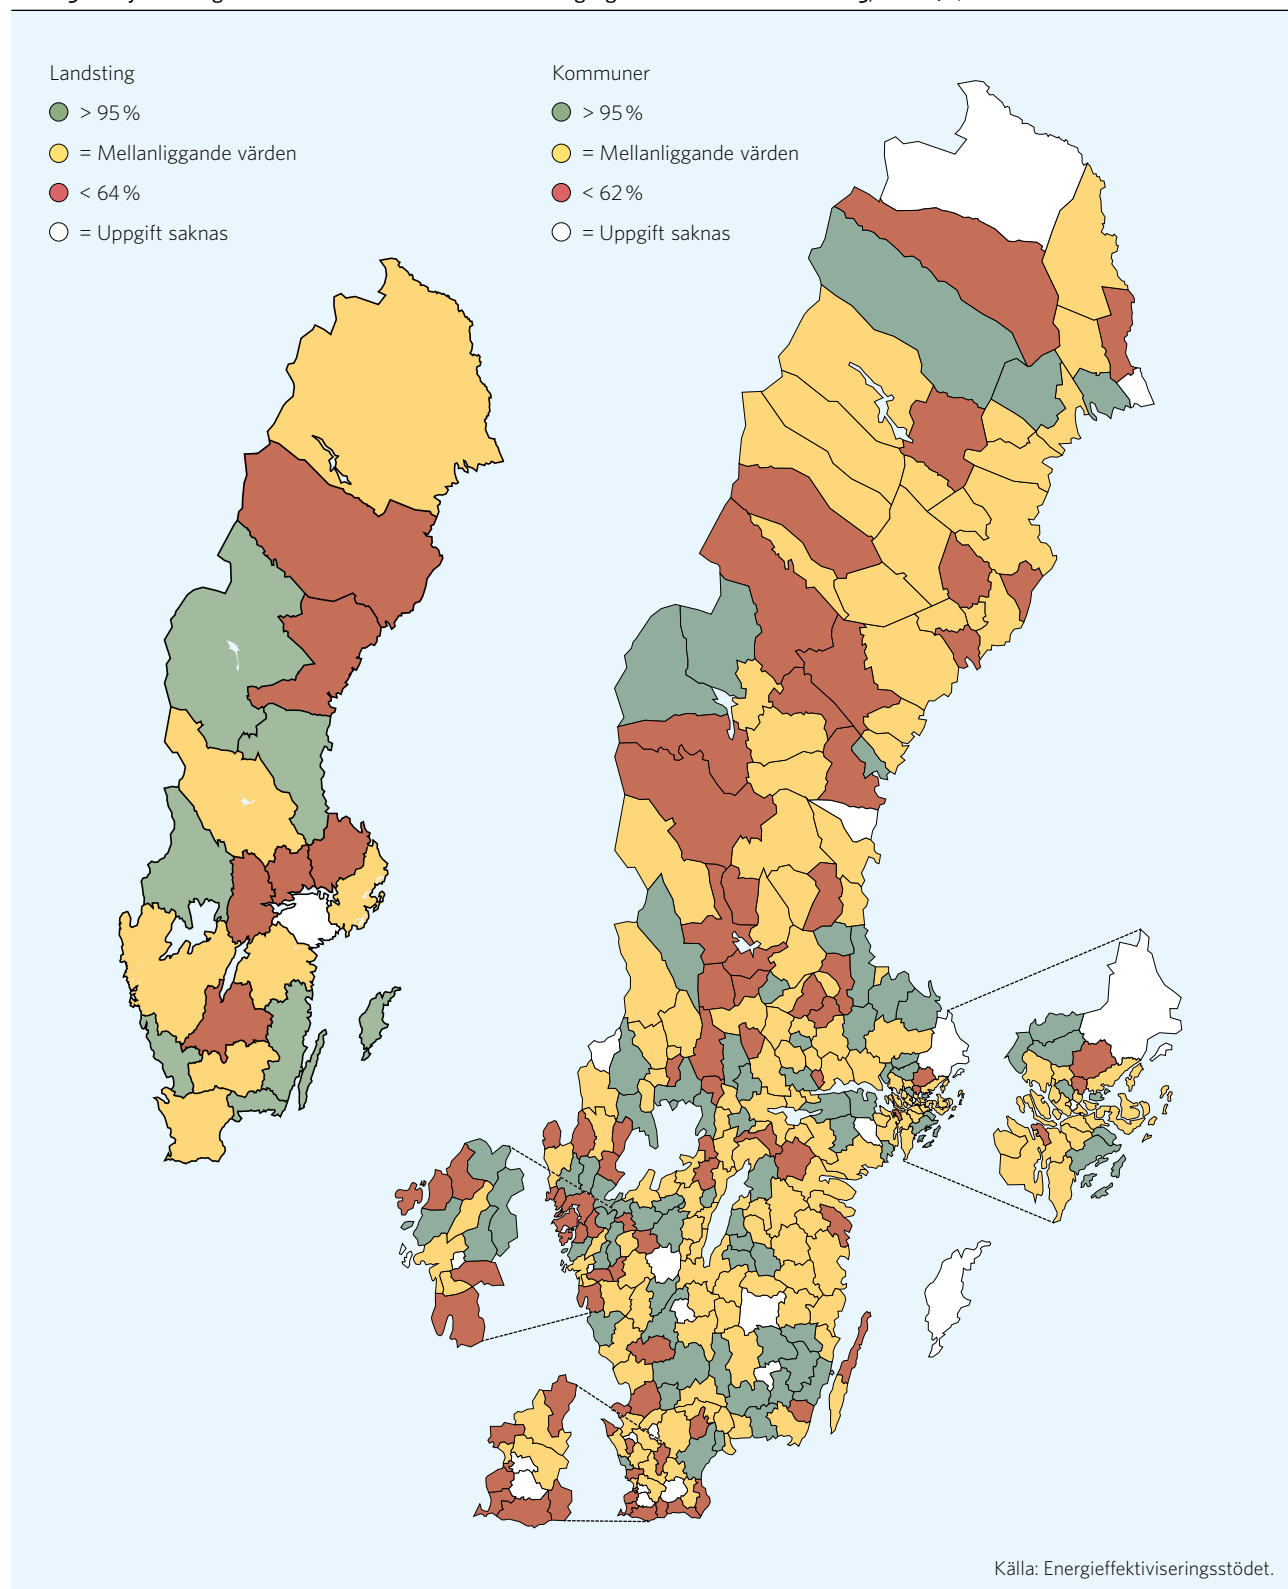 Landsting
> 95 %
= Mellanliggande värden
< 64 %
= Uppgift saknas
Kommuner
> 95 %
= Mellanliggande värden
< 62 %
= Uppgift saknas
Källa: Energieffektiviseringsstödet.